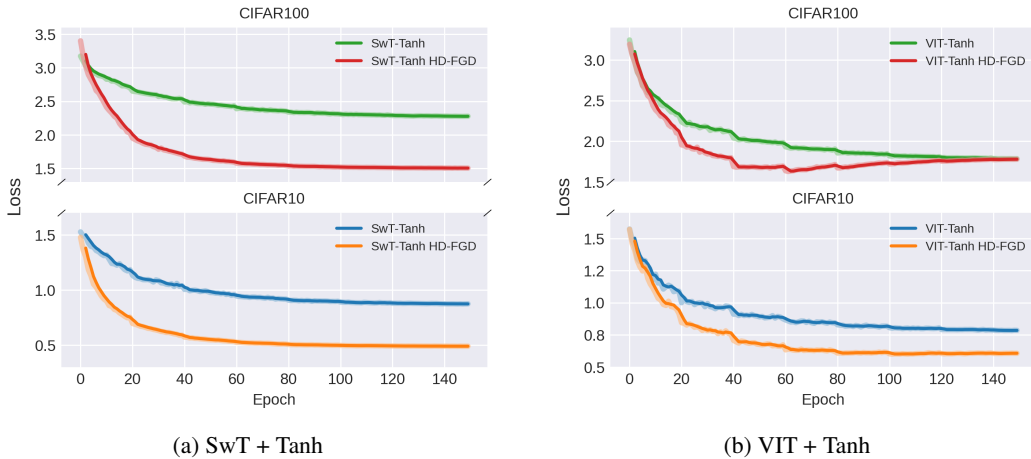 CIFAR100
3.5
3.0
2.5
2.0
1.5
SwT-Tanh
SwT-Tanh HD-FGD
Loss
CIFAR10
1.5
1.0
0.5
SwT-Tanh
SwT-Tanh HD-FGD
0 20 40 60 80 100 120 140
Epoch
(a) SwT + Tanh
CIFAR100
3.0
2.5
2.0
1.5
VIT-Tanh
VIT-Tanh HD-FGD
Loss
CIFAR10
1.5
1.2
1.0
0.8
0.5
VIT-Tanh
VIT-Tanh HD-FGD
0 20 40 60 80 100 120 140
Epoch
(b) VIT + Tanh